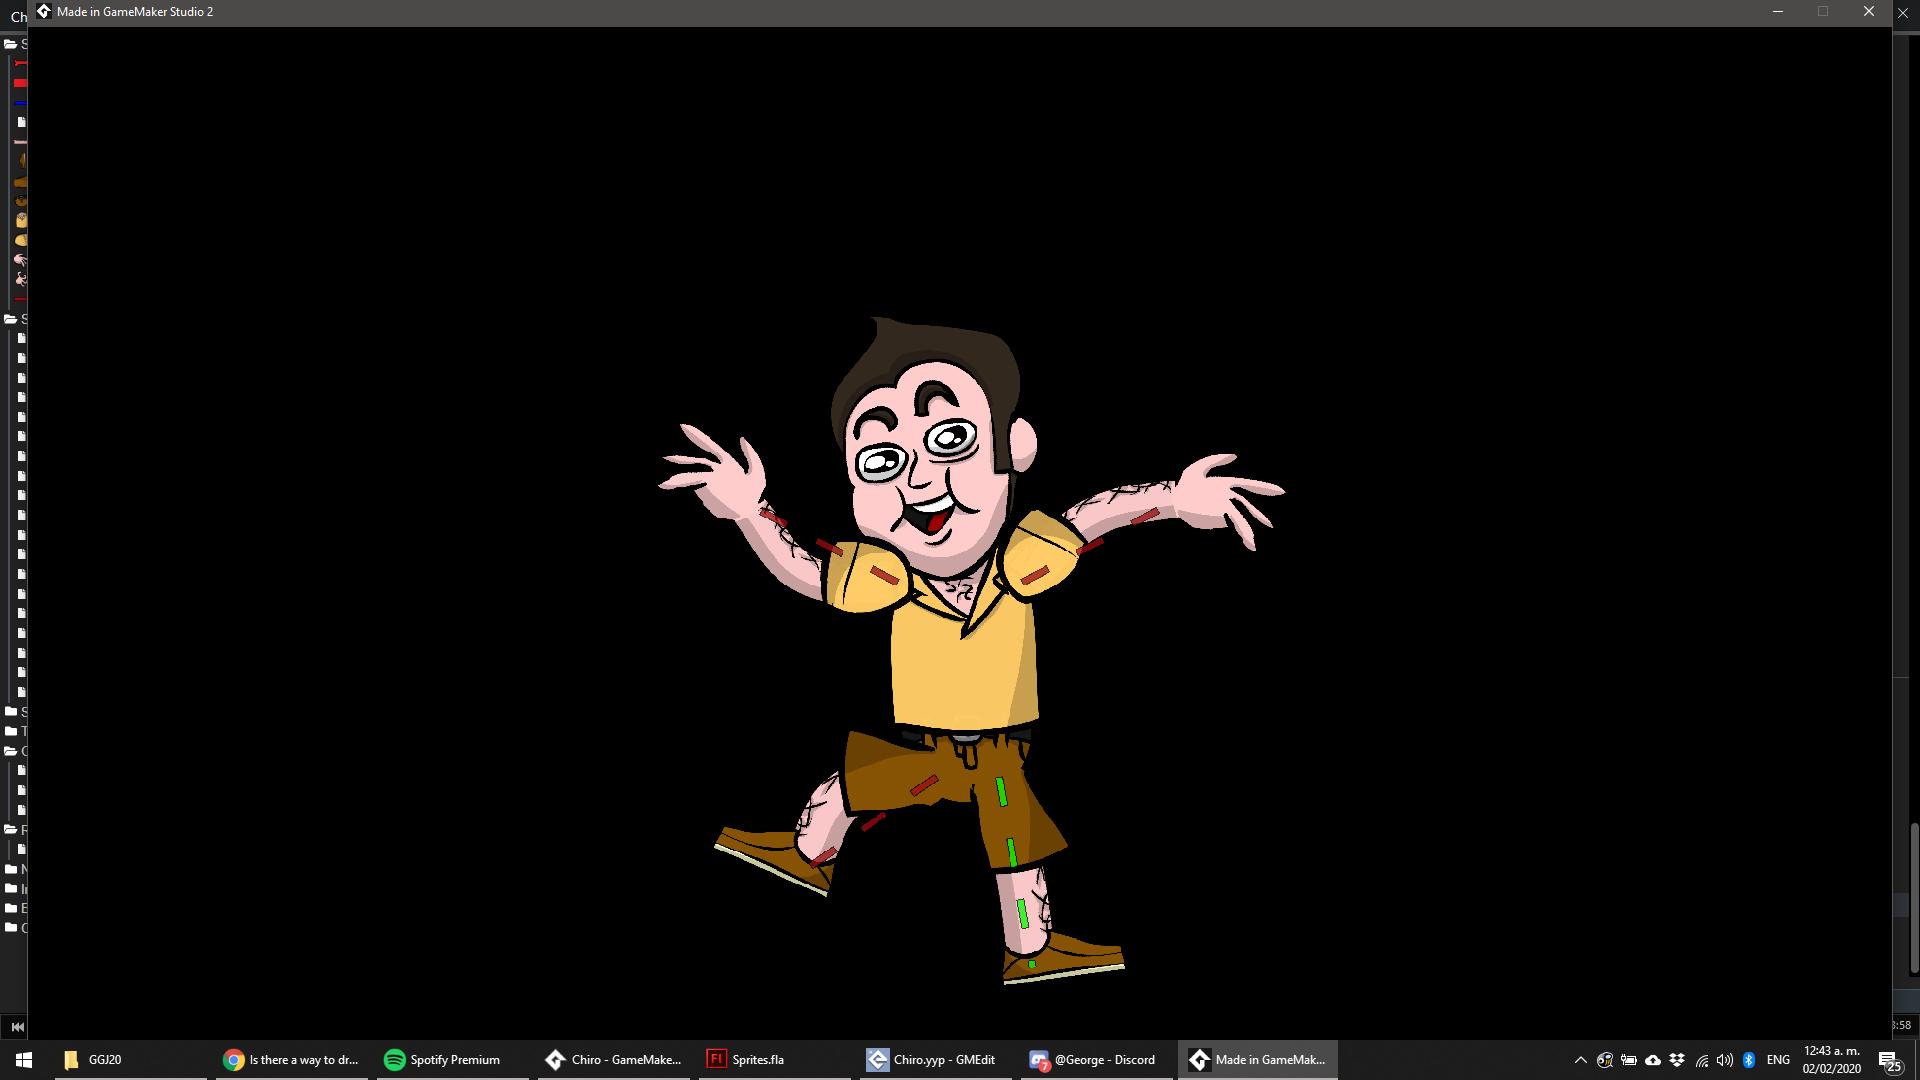 Made in GameMaker Studio 2
Ch
S
S
S
T
C
R
N
In
E
C
3:58
GGJ20
Is there a way to dr...
Spotify Premium
Chiro - GameMake...
Fl
Sprites.fla
Chiro.yyp - GMEdit
7
@George - Discord
Made in GameMak...
ENG
12:43 a. m.
02/02/2020
25